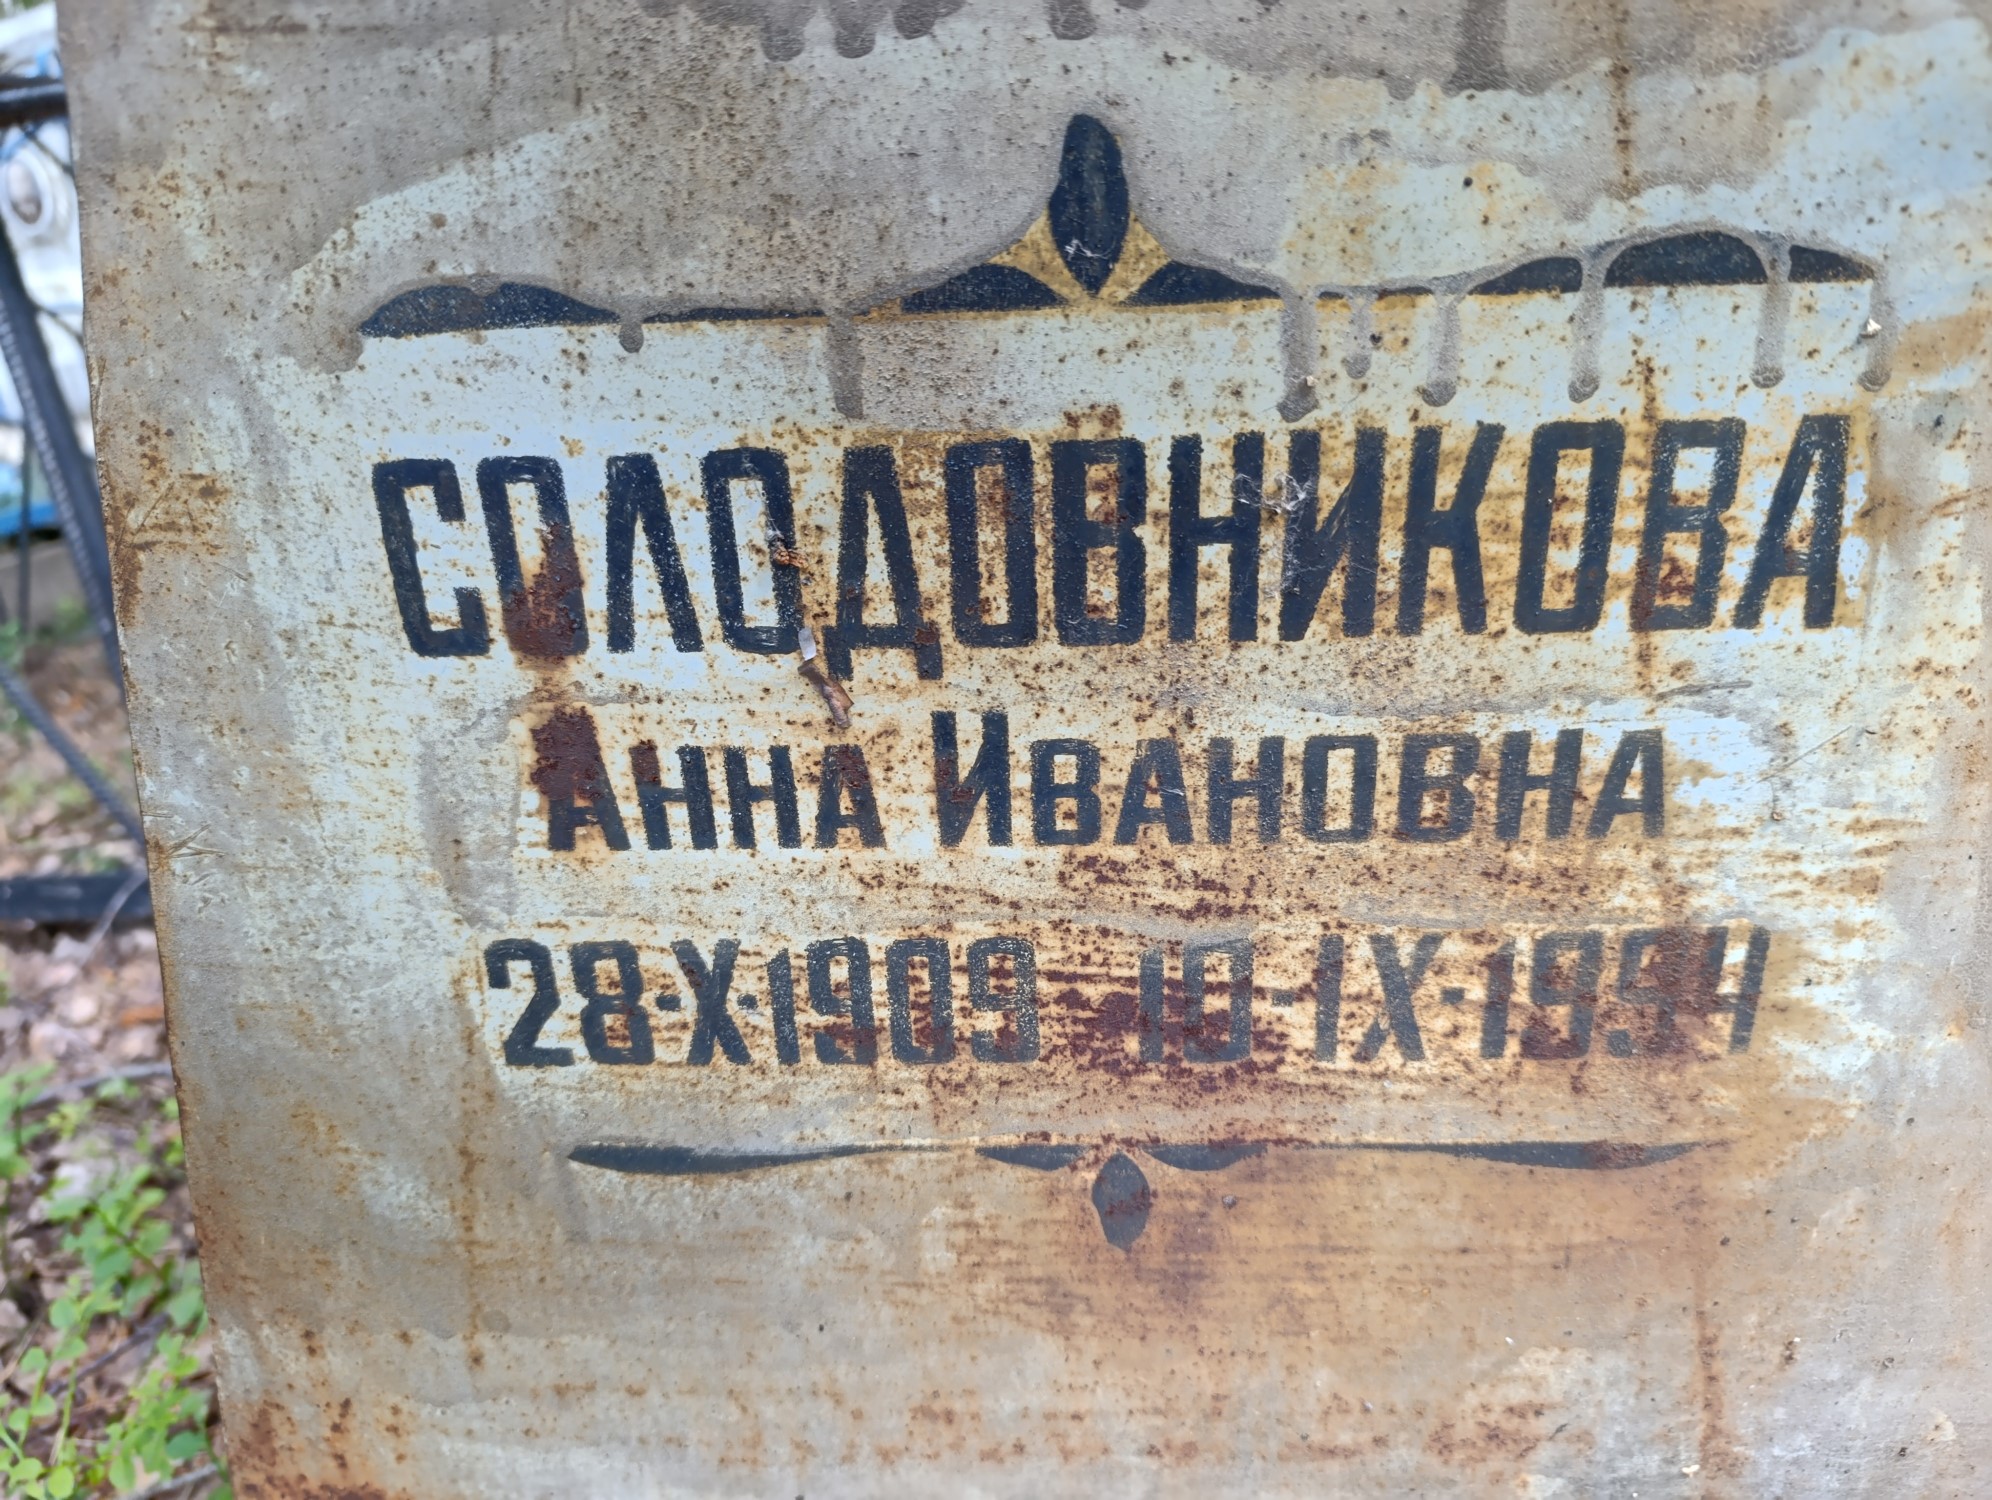 СОЛОДОВНИКОВА
Анна Ивановна
28·X·1909 10·IX·1994